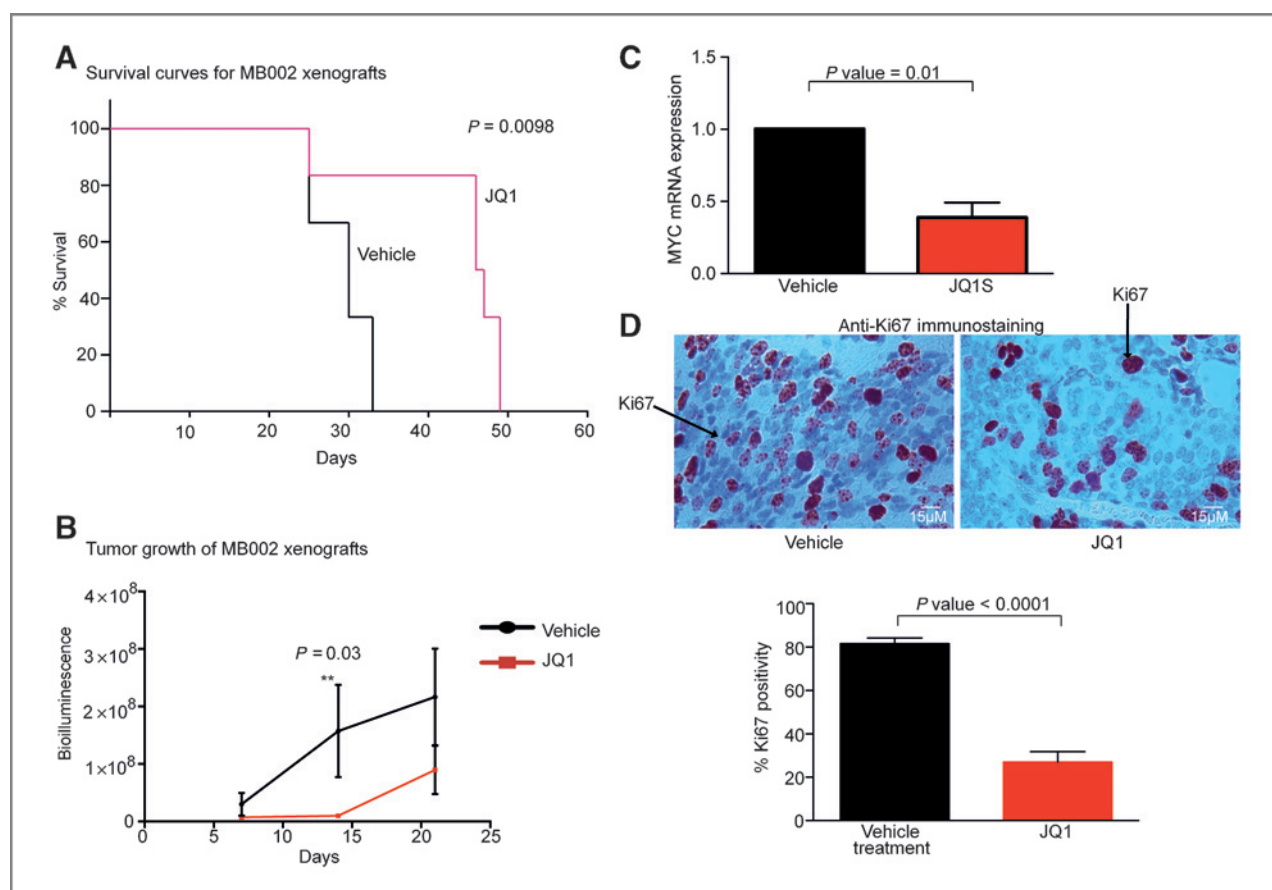 A
Survival curves for MB002 xenografts
P = 0.0098
JQ1
Vehicle
% Survival
100
80
60
40
20
0
10
20
30
40
50
60
Days
B
Tumor growth of MB002 xenografts
Bioilluminescence
4×10⁸
3×10⁸
2×10⁸
1×10⁸
0
P = 0.03
**
Vehicle
JQ1
0
5
10
15
20
25
Days
C
MYC mRNA expression
1.5
1.0
0.5
0.0
P value = 0.01
Vehicle
JQ1S
D
Anti-Ki67 immunostaining
Ki67
Ki67
15μM
15μM
Vehicle
JQ1
% Ki67 positivity
100
80
60
40
20
0
P value < 0.0001
Vehicle
treatment
JQ1